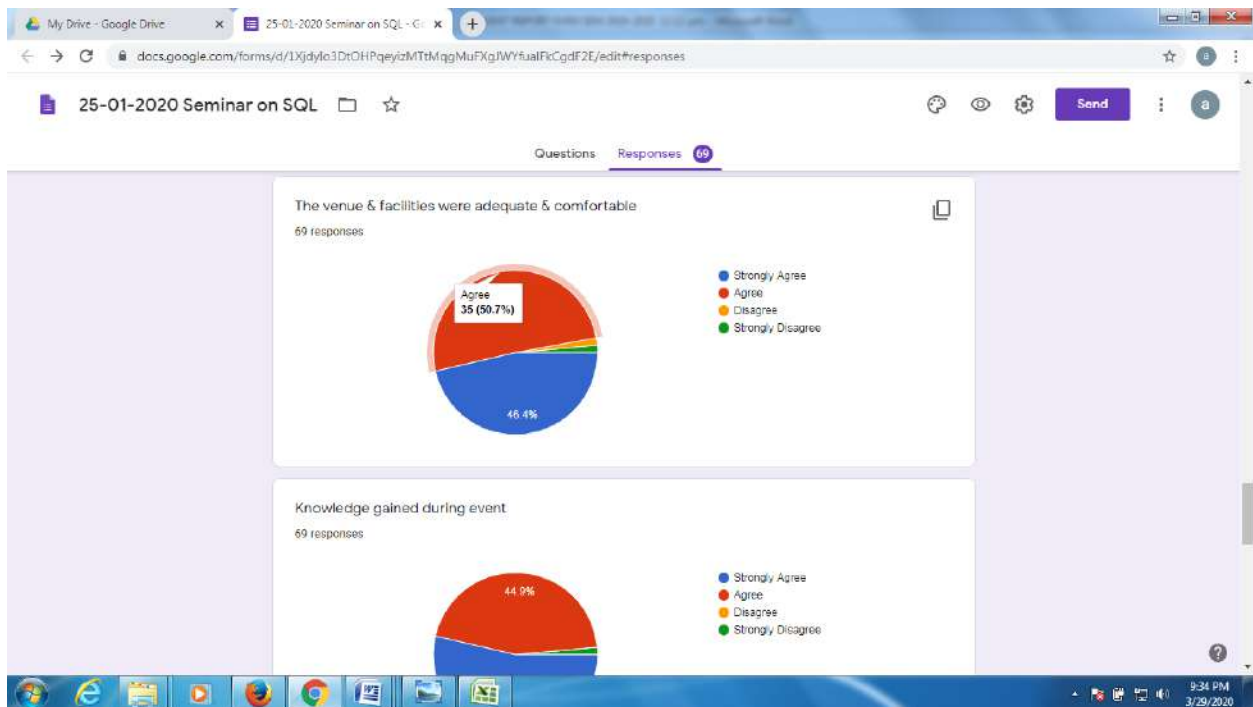 My Drive - Google Drive
25-01-2020 Seminar on SQL - Go
docs.google.com/forms/d/1Xjdylo3DtOHPqeyizMTtMqgMuFXgJWYfualFkCgdF2E/edit#responses
25-01-2020 Seminar on SQL
Send
a
Questions Responses 69
The venue & facilities were adequate & comfortable
69 responses
Agree
35 (50.7%)
46.4%
Strongly Agree
Agree
Disagree
Strongly Disagree
Knowledge gained during event
69 responses
44.9%
Strongly Agree
Agree
Disagree
Strongly Disagree
9:34 PM
3/29/2020